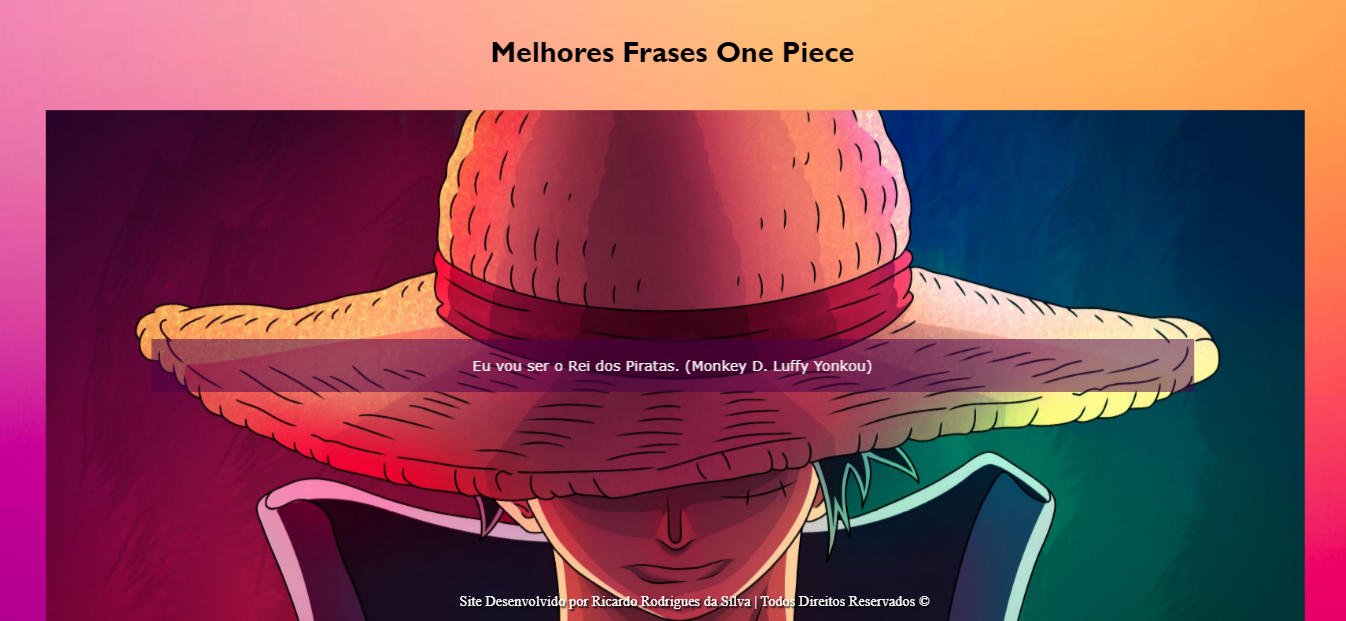 Melhores Frases One Piece
Eu vou ser o Rei dos Piratas. (Monkey D. Luffy Yonkou)
Site Desenvolvido por Ricardo Rodrigues da Silva | Todos Direitos Reservados ©